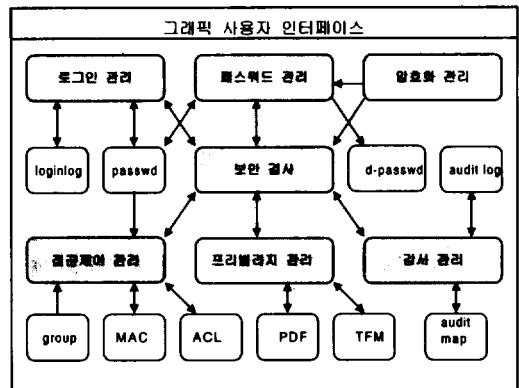 그래픽 사용자 인터페이스
로그인 관리
패스워드 관리
암호화 관리
loginlog
passwd
보안 검사
d-passwd
audit log
접근제어 관리
프리빌리지 관리
감사 관리
group
MAC
ACL
PDF
TFM
audit
map